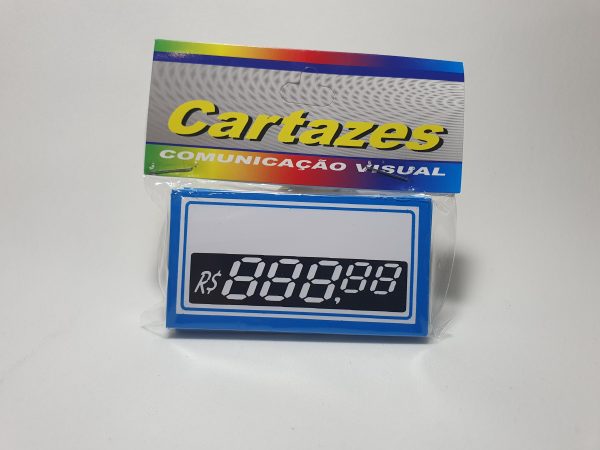 Cartazes
COMUNICAÇÃO VISUAL
R$ 888,88